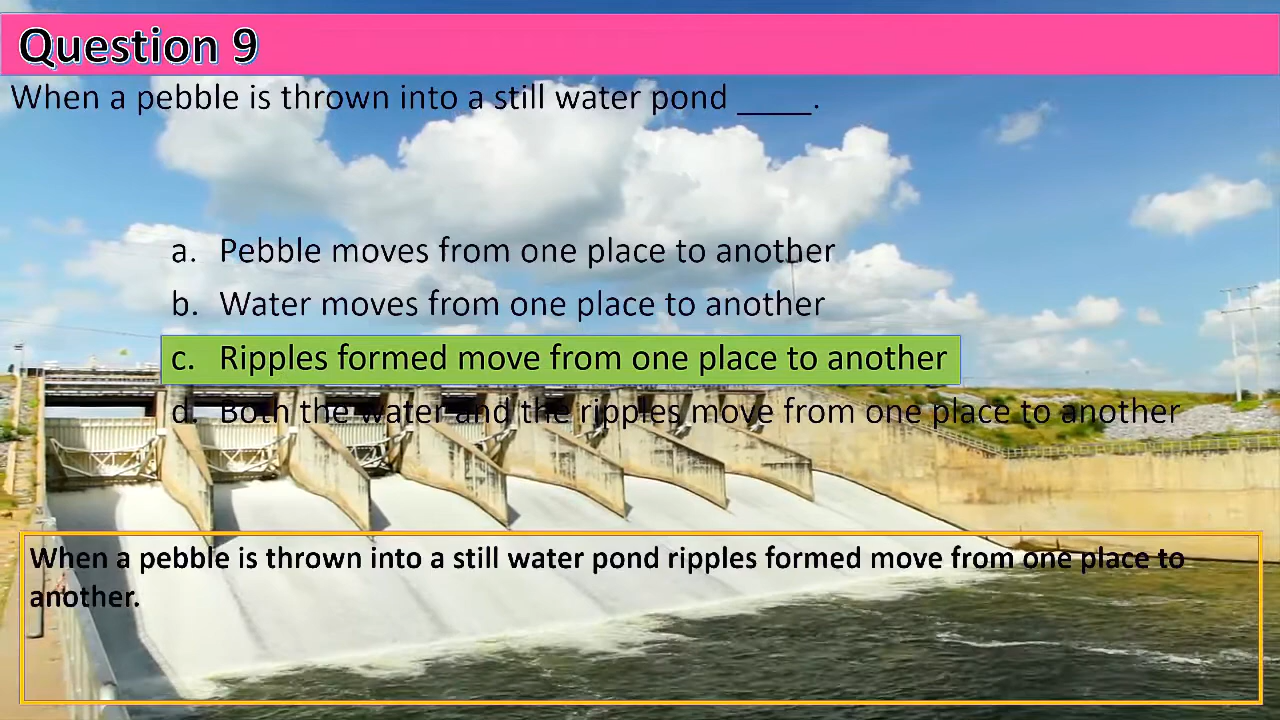 Question 9
When a pebble is thrown into a still water pond ____.
a. Pebble moves from one place to another
b. Water moves from one place to another
c. Ripples formed move from one place to another
d. Both the water and the ripples move from one place to another
When a pebble is thrown into a still water pond ripples formed move from one place to
another.